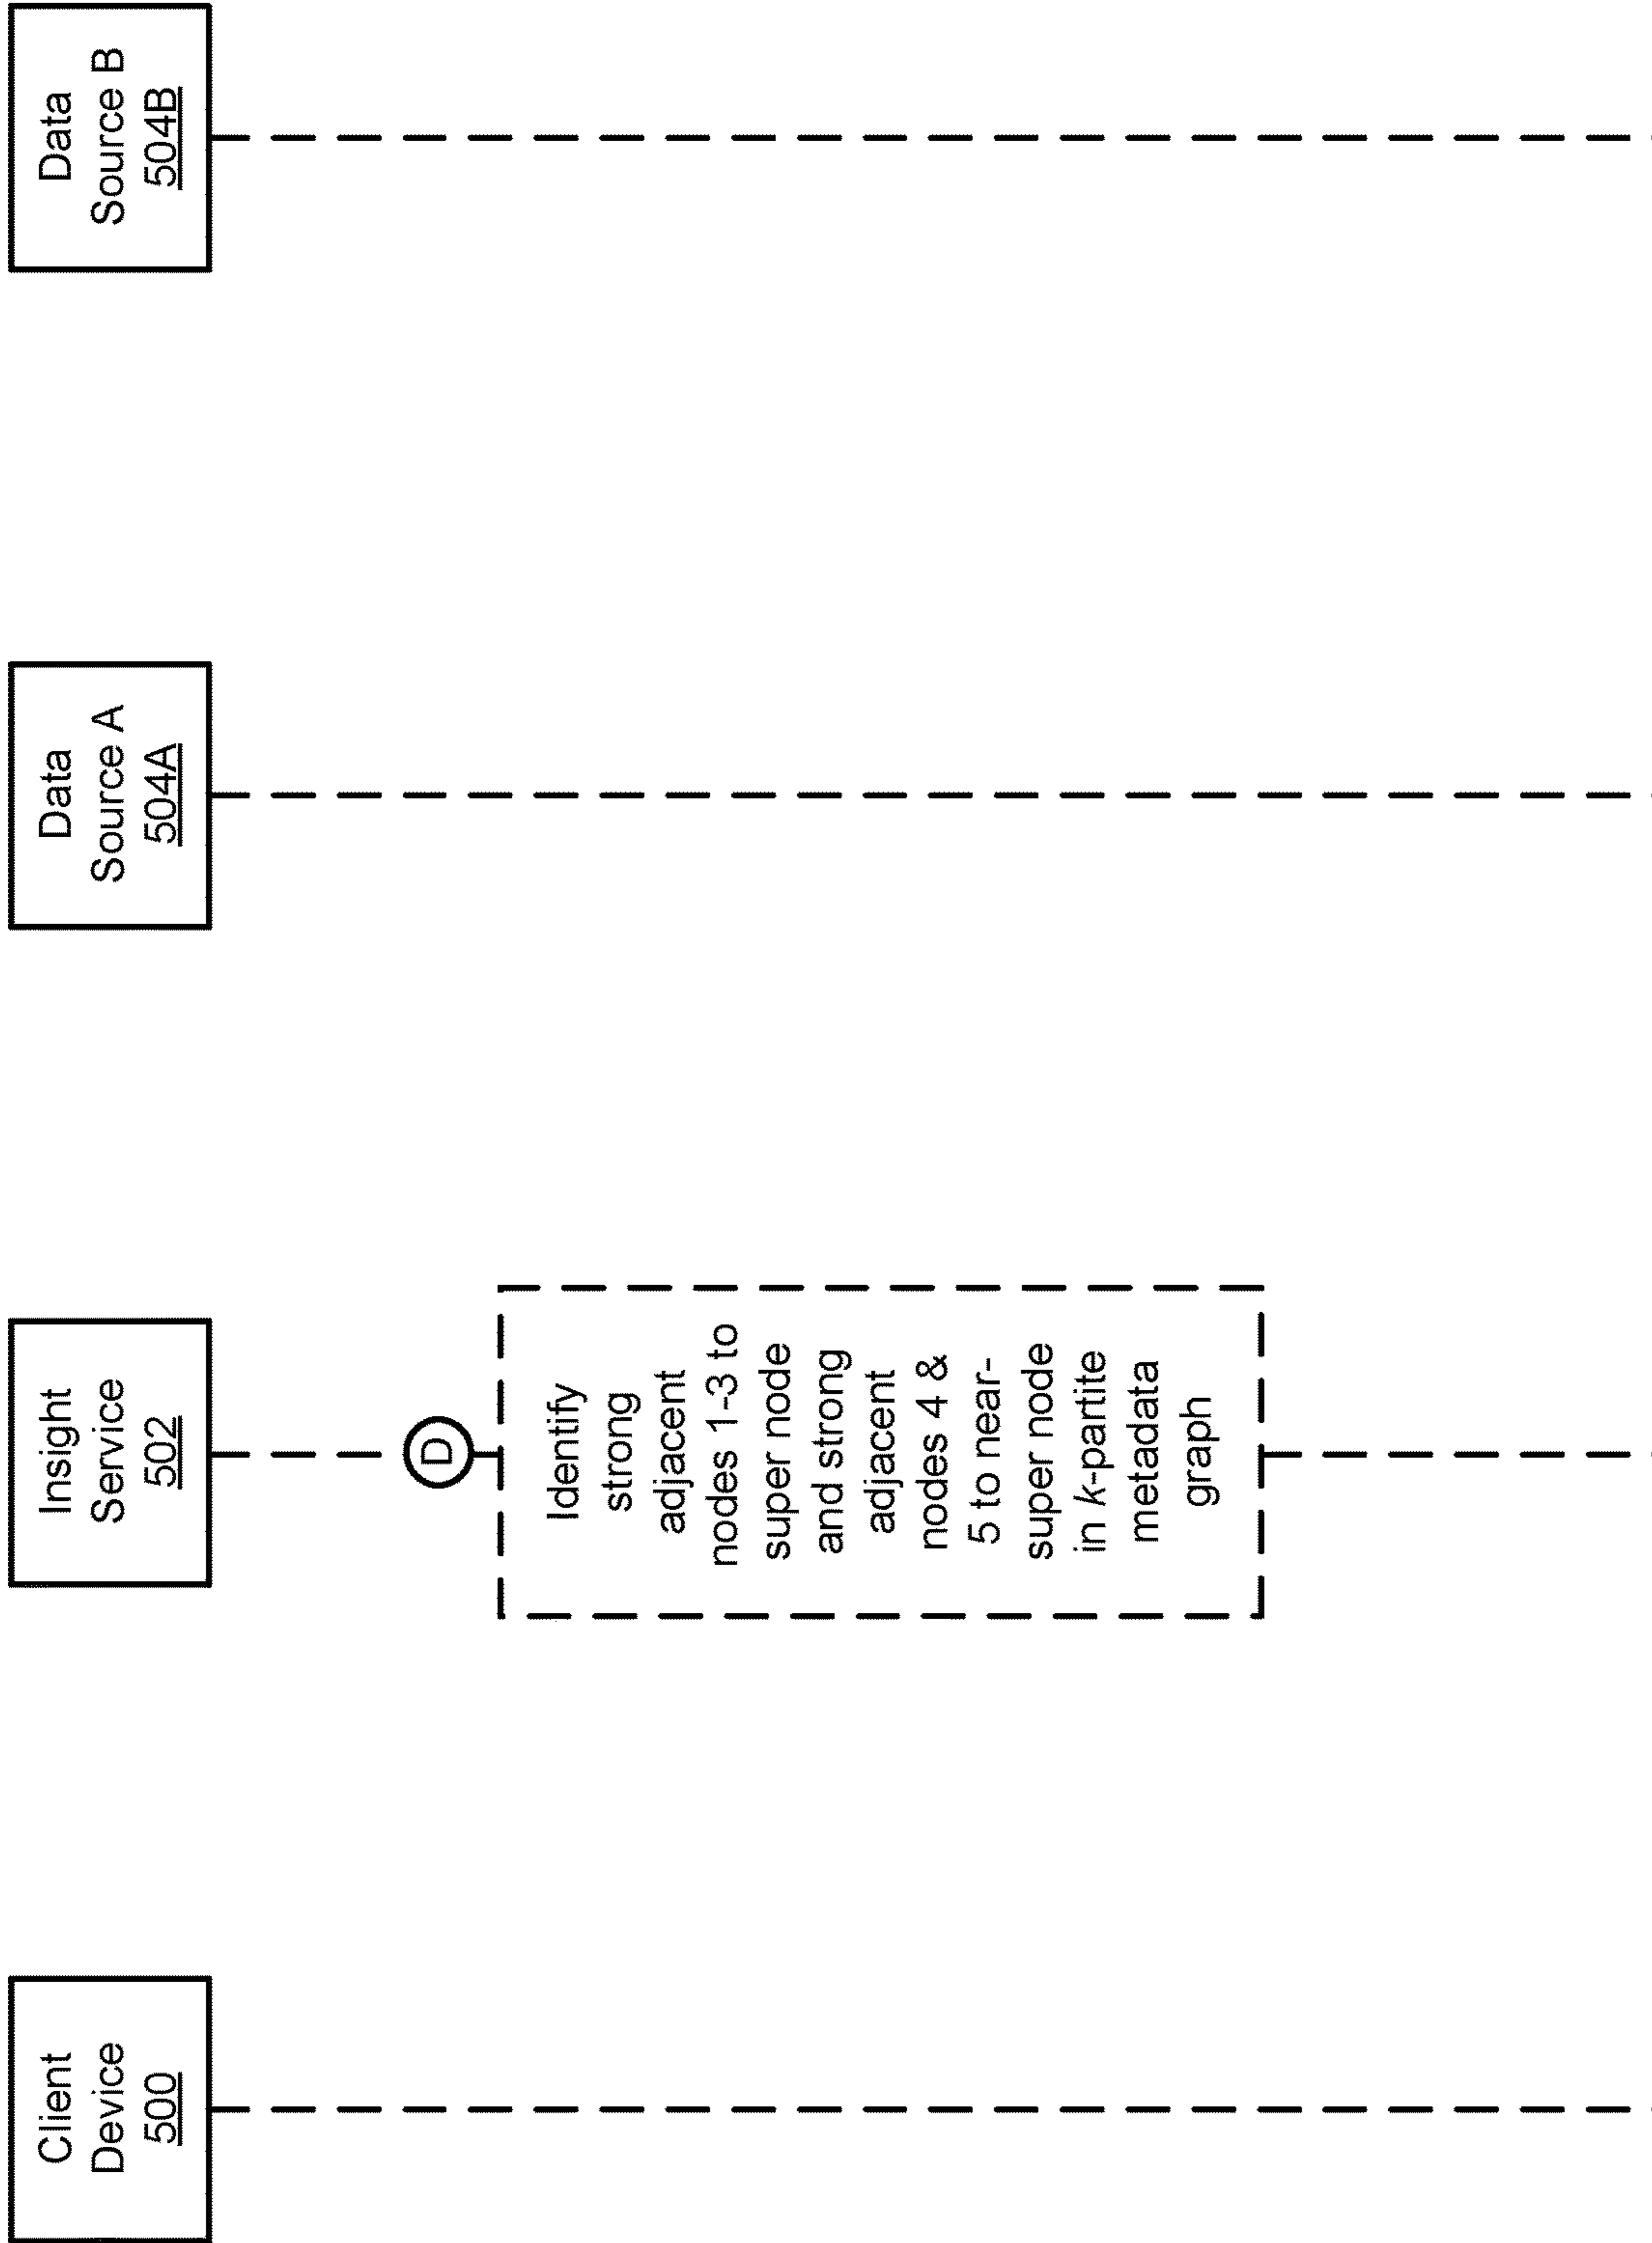 Client
Device
500
Insight
Service
502
Data
Source A
504A
Data
Source B
504B
D
Identify
strong
adjacent
nodes 1-3 to
super node
and strong
adjacent
nodes 4 &
5 to near-
super node
in k-partite
metadata
graph